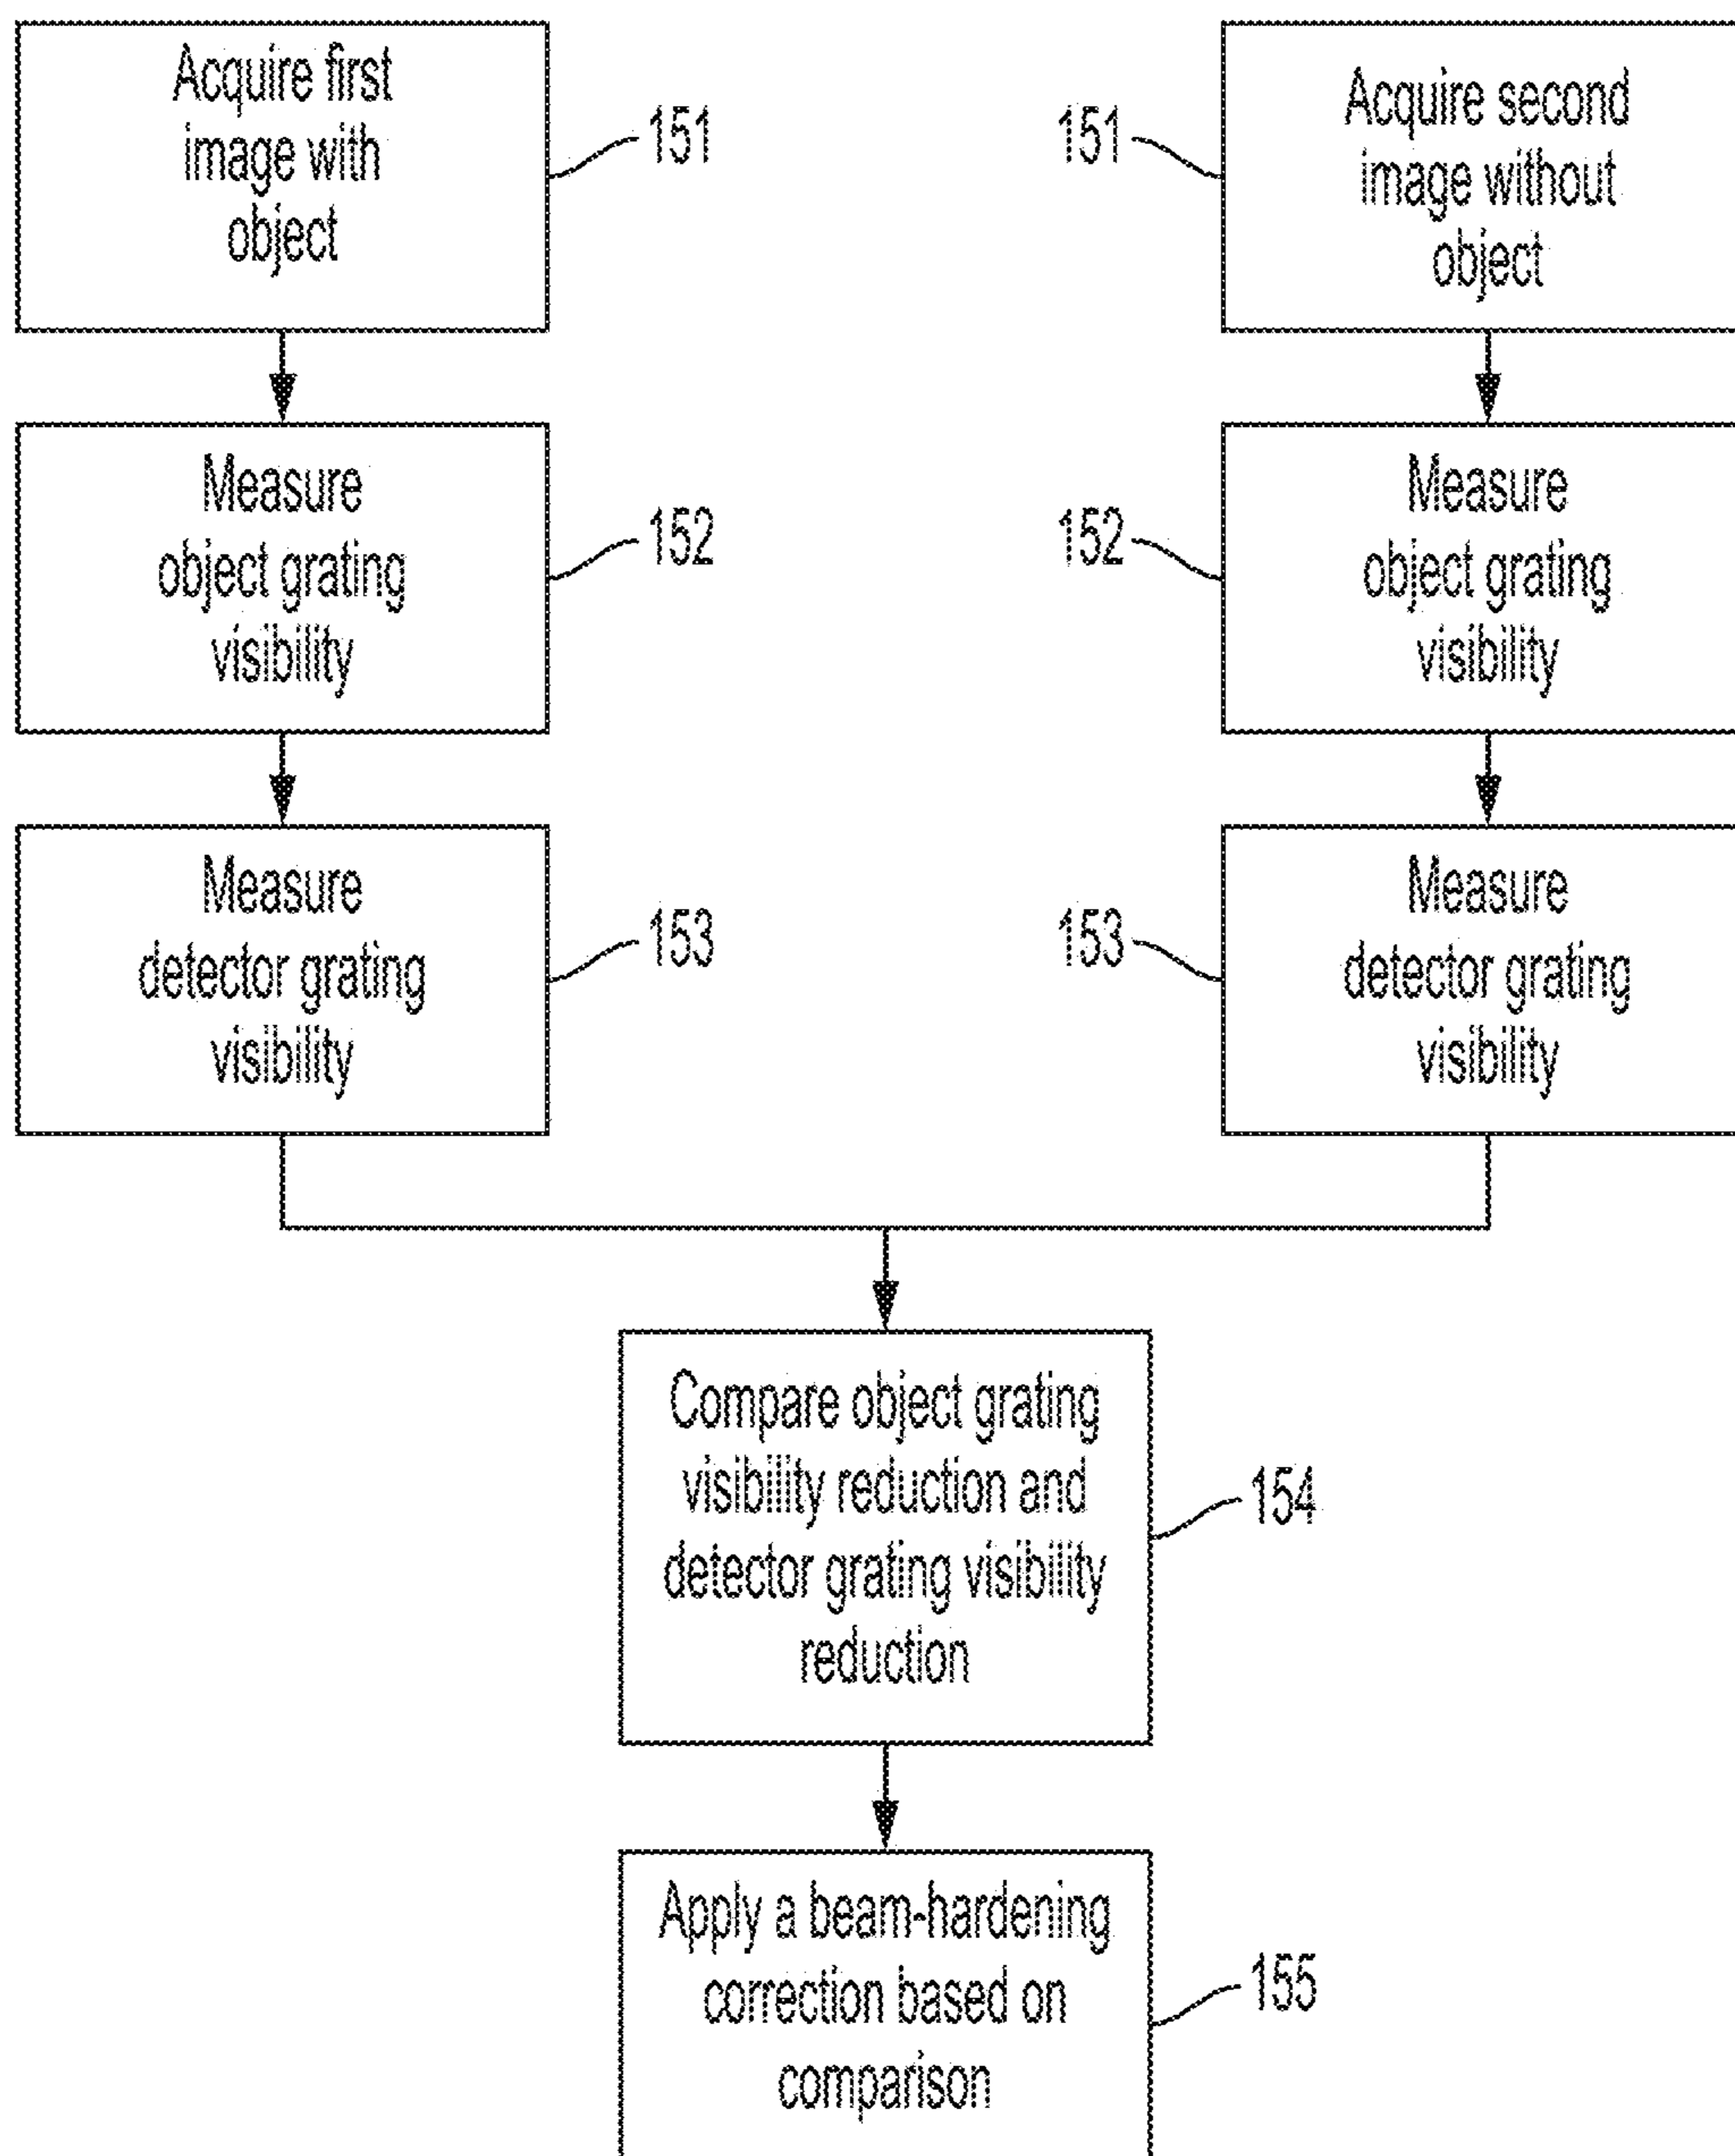 Acquire first
image with
object
151
151
Acquire second
image without
object
Measure
object grating
visibility
152
152
Measure
object grating
visibility
Measure
detector grating
visibility
153
153
Measure
detector grating
visibility
Compare object grating
visibility reduction and
detector grating visibility
reduction
154
Apply a beam-hardening
correction based on
comparison
155